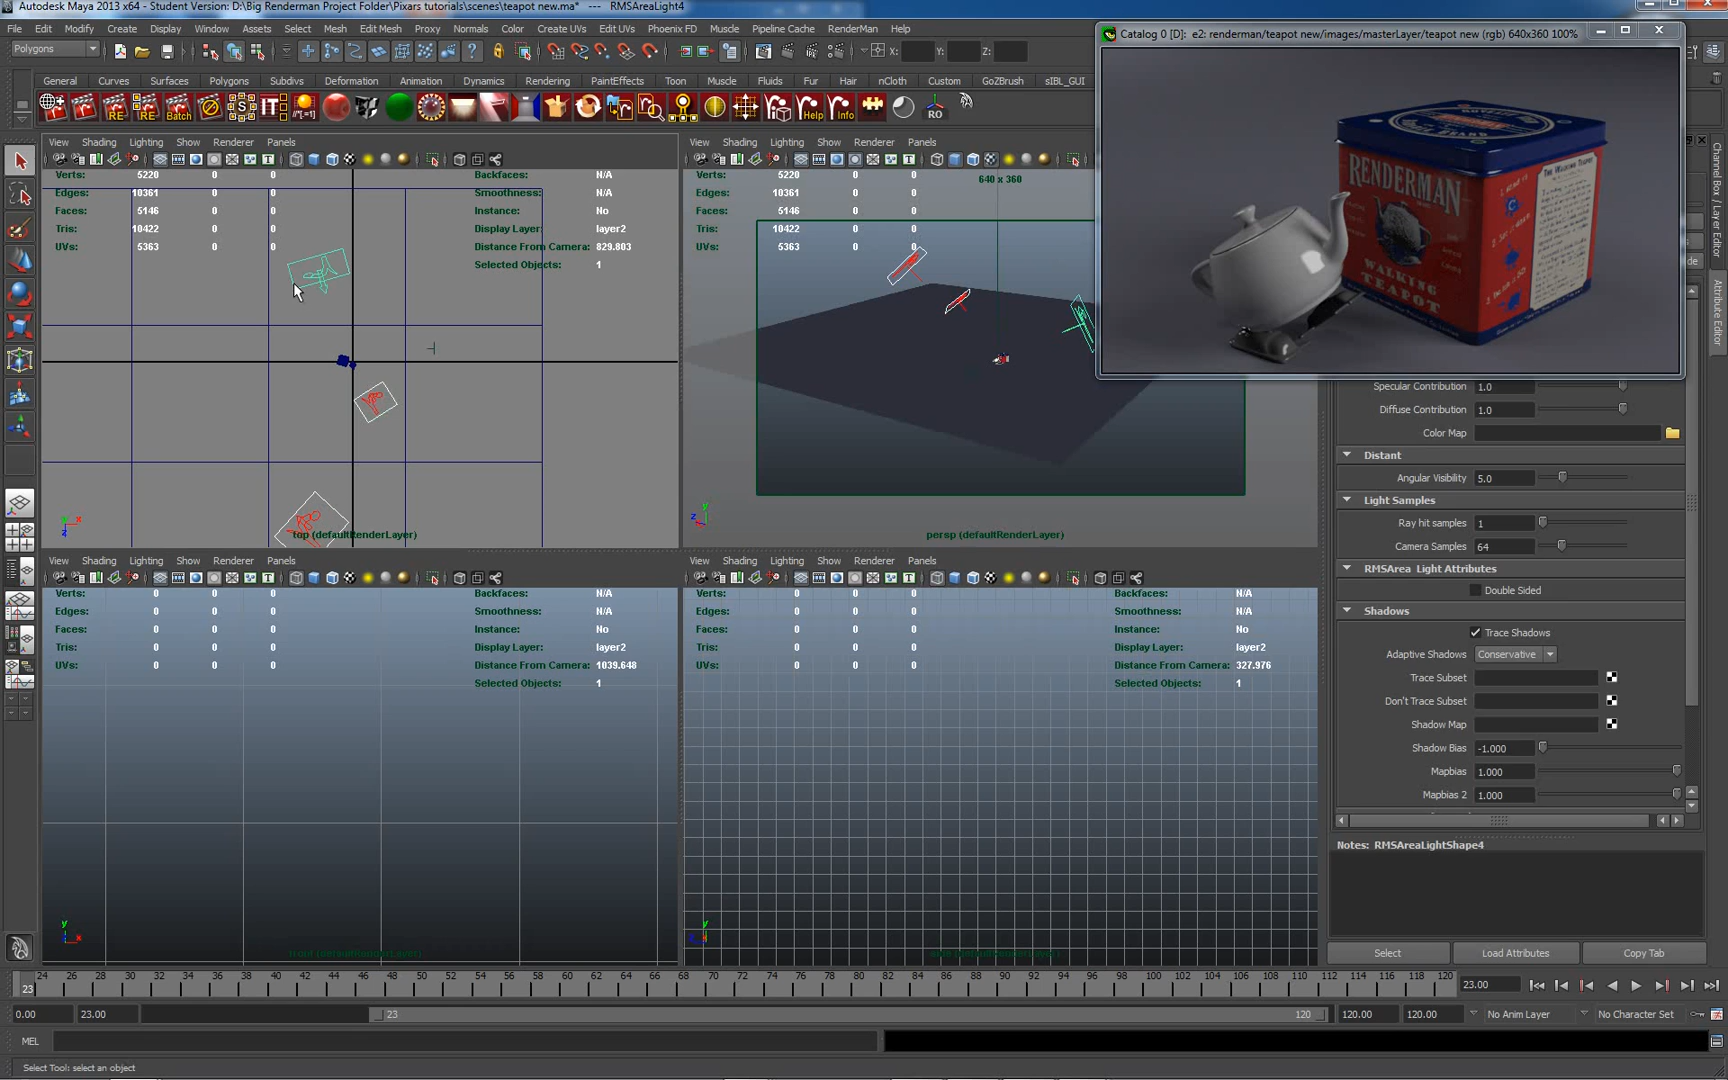 Autodesk Maya 2013 x64 - Student Version: D:\Big Renderman Project Folder\Pixars tutorials\scenes\teapot new.ma* --- RMSAreaLight4
File Edit Modify Create Display Window Assets Select Mesh Edit Mesh Proxy Normals Color Create UVs Edit UVs Phoenix FD Muscle Pipeline Cache RenderMan Help
Polygons
X: Y: Z:
General Curves Surfaces Polygons Subdivs Deformation Animation Dynamics Rendering PaintEffects Toon Muscle Fluids Fur Hair nCloth Custom GoZBrush sIBL_GUI
RE RE Batch IT Help Info RO
Catalog 0 [D]: e2: renderman/teapot new/images/masterLayer/teapot new (rgb) 640x360 100%
RENDERMAN
WALKING
TEAPOT
View Shading Lighting Show Renderer Panels
Verts: 5220 0 0
Edges: 10361 0 0
Faces: 5146 0 0
Tris: 10422 0 0
UVs: 5363 0 0
Backfaces: N/A
Smoothness: N/A
Instance: No
Display Layer: layer2
Distance From Camera: 829.803
Selected Objects: 1
top (defaultRenderLayer)
View Shading Lighting Show Renderer Panels
640 x 360
Verts: 5220 0 0
Edges: 10361 0 0
Faces: 5146 0 0
Tris: 10422 0 0
UVs: 5363 0 0
persp (defaultRenderLayer)
View Shading Lighting Show Renderer Panels
Verts: 0 0 0
Edges: 0 0 0
Faces: 0 0 0
Tris: 0 0 0
UVs: 0 0 0
Backfaces: N/A
Smoothness: N/A
Instance: No
Display Layer: layer2
Distance From Camera: 1039.648
Selected Objects: 1
front (defaultRenderLayer)
View Shading Lighting Show Renderer Panels
Verts: 0 0 0
Edges: 0 0 0
Faces: 0 0 0
Tris: 0 0 0
UVs: 0 0 0
Backfaces: N/A
Smoothness: N/A
Instance: No
Display Layer: layer2
Distance From Camera: 327.976
Selected Objects: 1
side (defaultRenderLayer)
Channel Box / Layer Editor
Attribute Editor
Specular Contribution 1.0
Diffuse Contribution 1.0
Color Map
Distant
Angular Visibility 5.0
Light Samples
Ray hit samples 1
Camera Samples 64
RMSArea Light Attributes
Double Sided
Shadows
Trace Shadows
Adaptive Shadows Conservative
Trace Subset
Don't Trace Subset
Shadow Map
Shadow Bias -1.000
Mapbias 1.000
Mapbias 2 1.000
Notes: RMSAreaLightShape4
Select Load Attributes Copy Tab
24 26 28 30 32 34 36 38 40 42 44 46 48 50 52 54 56 58 60 62 64 66 68 70 72 74 76 78 80 82 84 86 88 90 92 94 96 98 100 102 104 106 108 110 112 114 116 118 120
23
23.00
0.00 23.00 23 120 120.00 120.00 No Anim Layer No Character Set
MEL
Select Tool: select an object